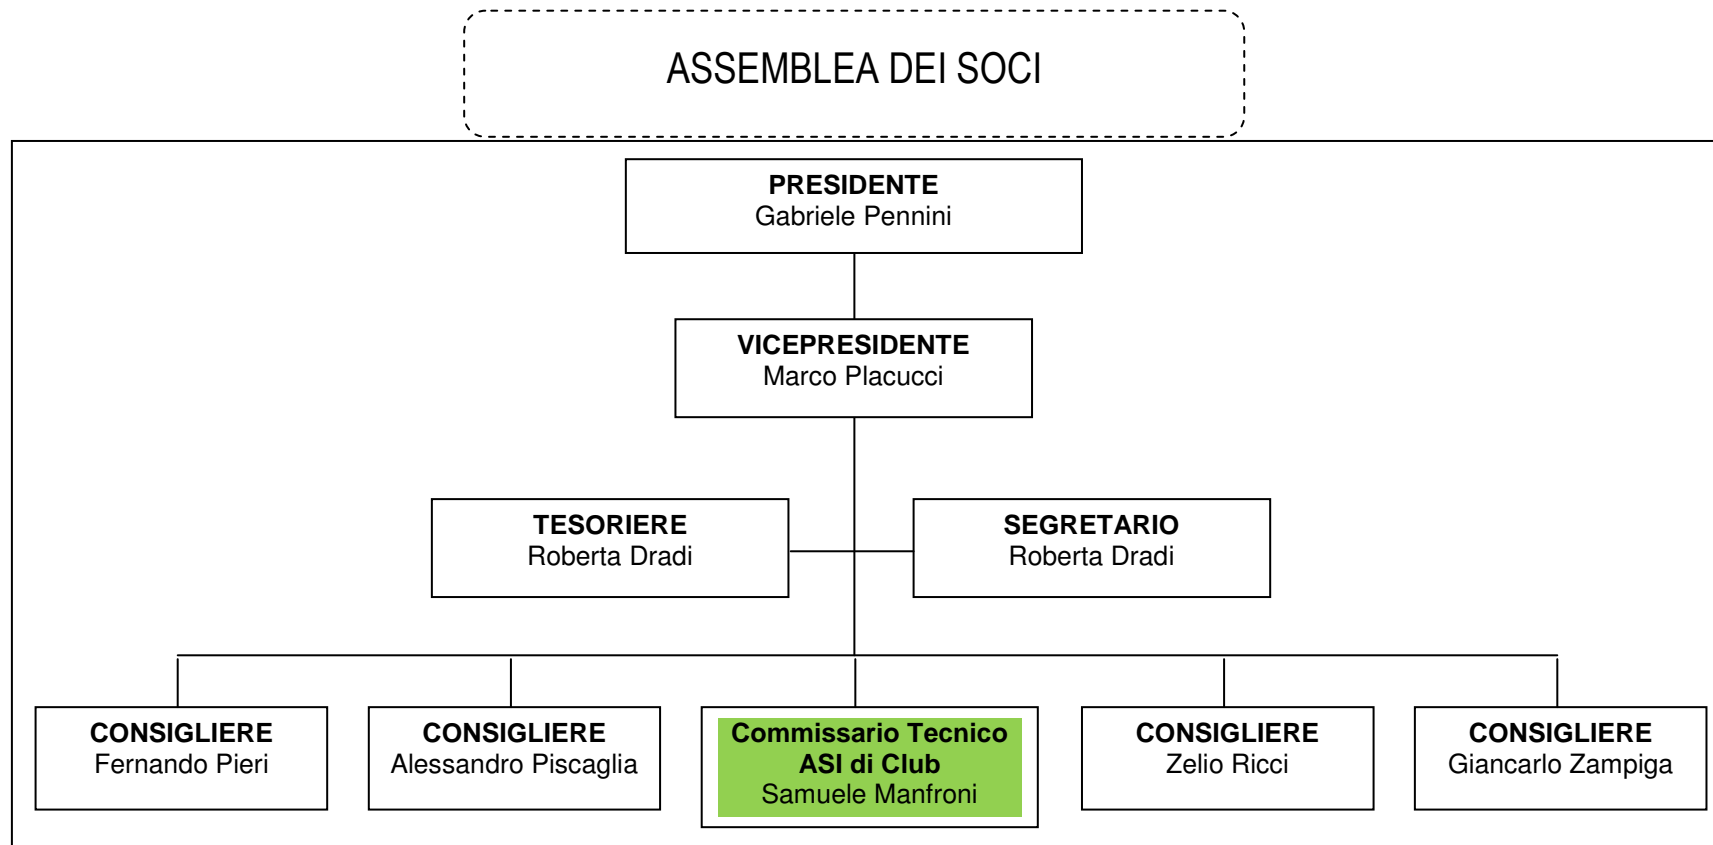 ASSEMBLEA DEI SOCI
PRESIDENTE
Gabriele Pennini
VICEPRESIDENTE
Marco Placucci
TESORIERE
Roberta Dradi
SEGRETARIO
Roberta Dradi
CONSIGLIERE
Fernando Pieri
CONSIGLIERE
Alessandro Piscaglia
Commissario Tecnico
ASI di Club
Samuele Manfroni
CONSIGLIERE
Zelio Ricci
CONSIGLIERE
Giancarlo Zampiga